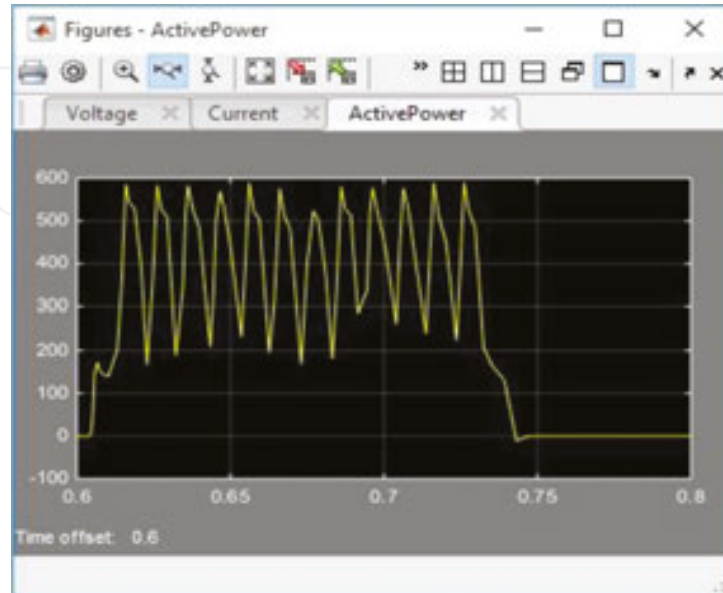 Figures - ActivePower
Voltage
Current
ActivePower
600
500
400
300
200
100
0
-100
0.6
0.65
0.7
0.75
0.8
Time offset: 0.6